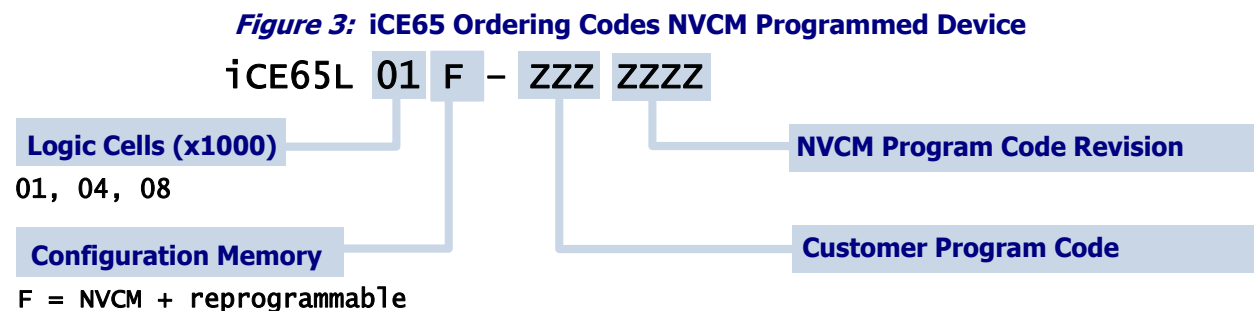 Figure 3: iCE65 Ordering Codes NVCM Programmed Device
iCE65L 01 F – ZZZ ZZZZ
Logic Cells (x1000)
NVCM Program Code Revision
01, 04, 08
Configuration Memory
Customer Program Code
F = NVCM + reprogrammable